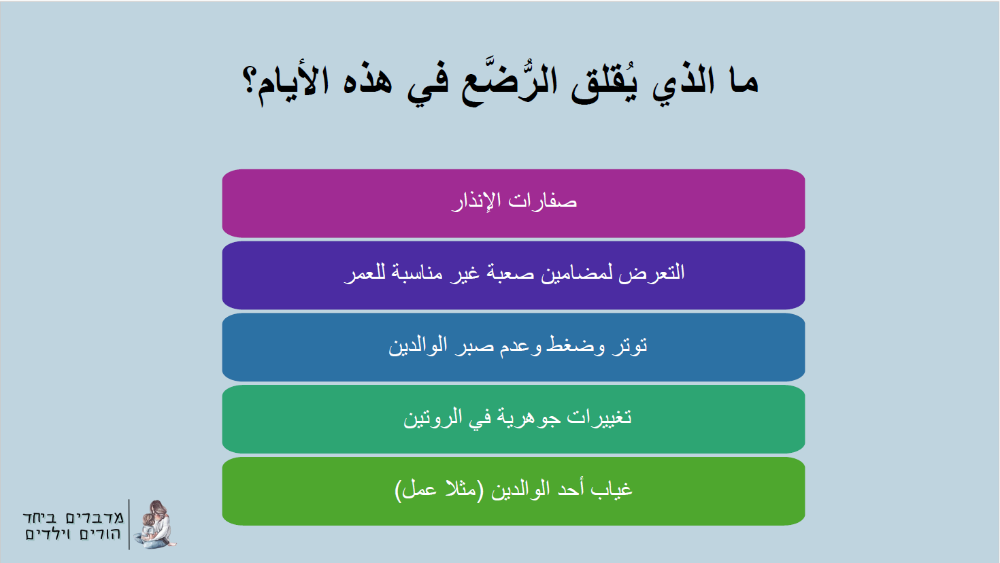 ما الذي يُقلق الرُّضَّع في هذه الأيام؟
صفارات الإنذار
التعرض لمضامين صعبة غير مناسبة للعمر
توتر وضغط وعدم صبر الوالدين
تغييرات جوهرية في الروتين
غياب أحد الوالدين (مثلا عمل)
מדברים ביחד
הורים וילדים